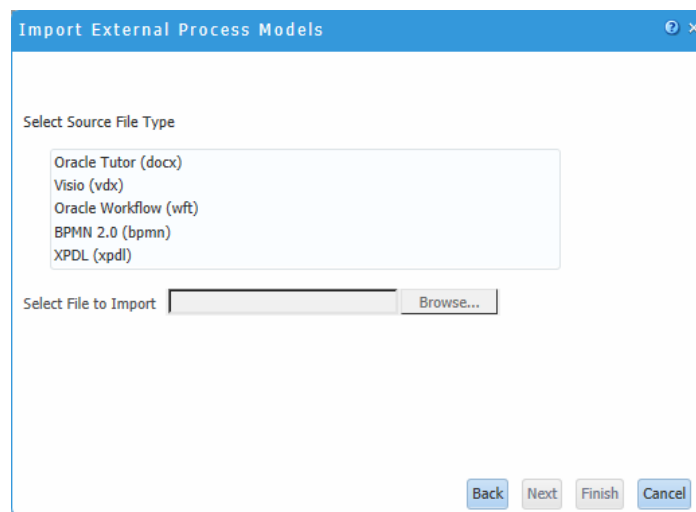 Import External Process Models
Select Source File Type
Oracle Tutor (docx)
Visio (vdx)
Oracle Workflow (wft)
BPMN 2.0 (bpmn)
XPDL (xpdl)
Select File to Import Browse...
Back Next Finish Cancel